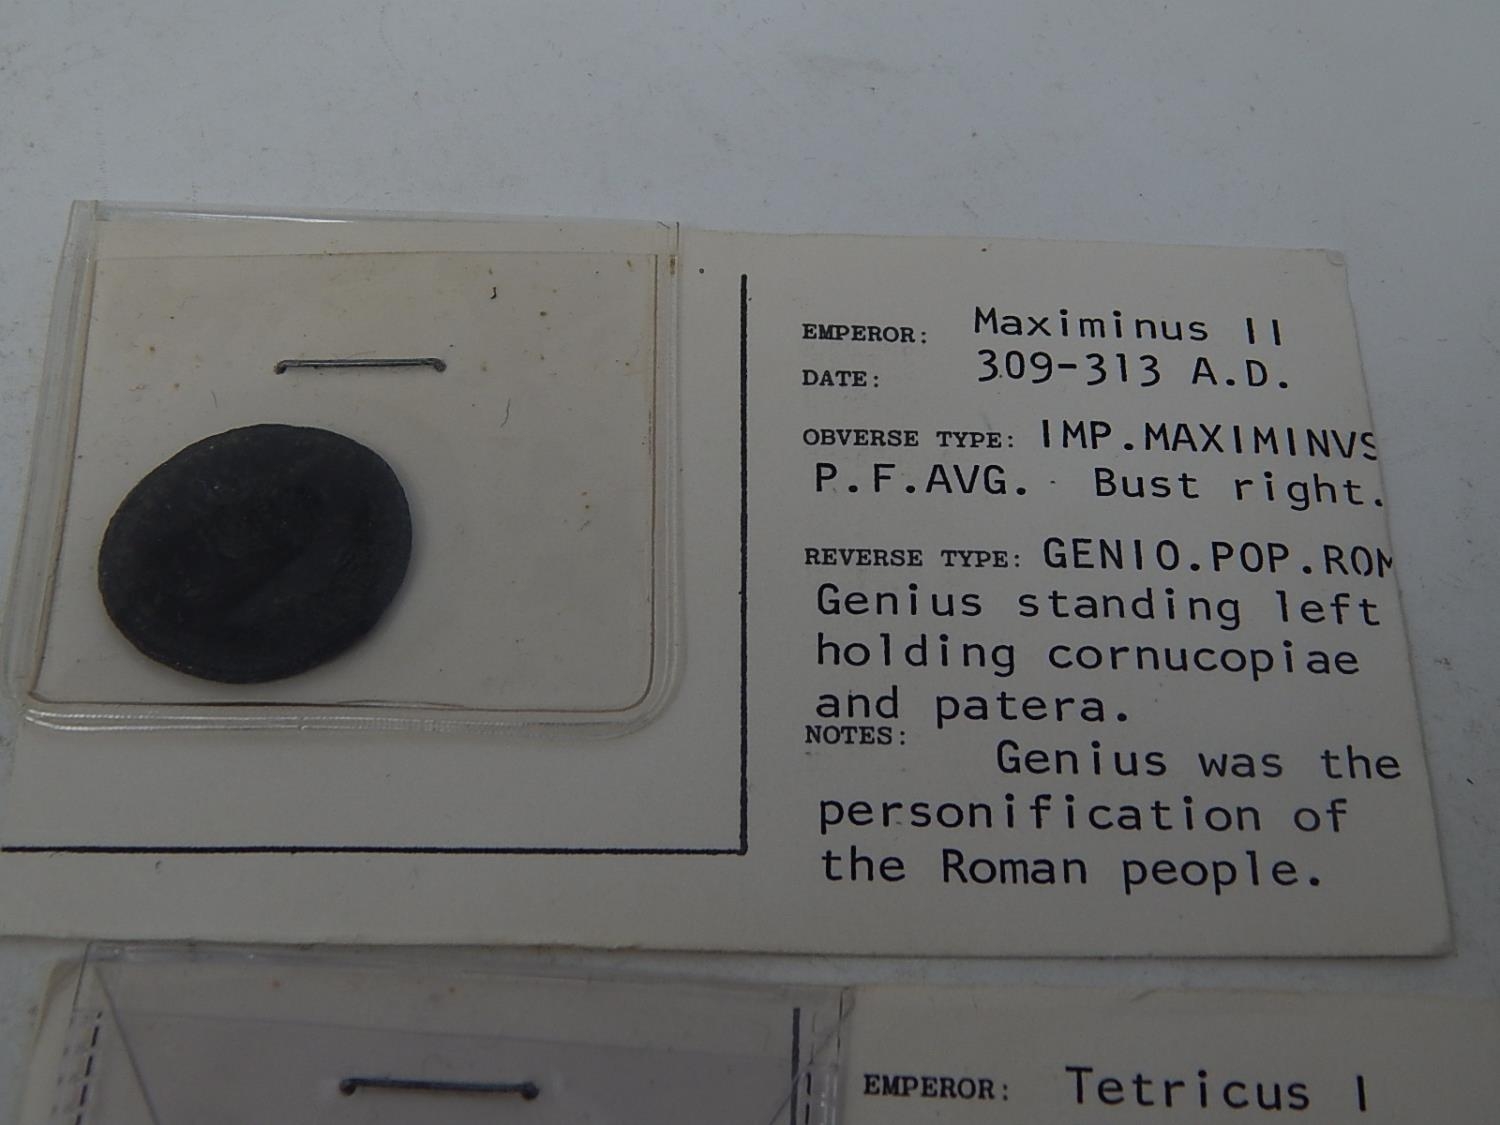 EMPEROR: Maximinus II
DATE: 309-313 A.D.
OBVERSE TYPE: IMP.MAXIMINVS
P.F.AVG. Bust right.
REVERSE TYPE: GENIO.POP.ROM
Genius standing left
holding cornucopiae
and patera.
NOTES: Genius was the
personification of
the Roman people.
EMPEROR: Tetricus I